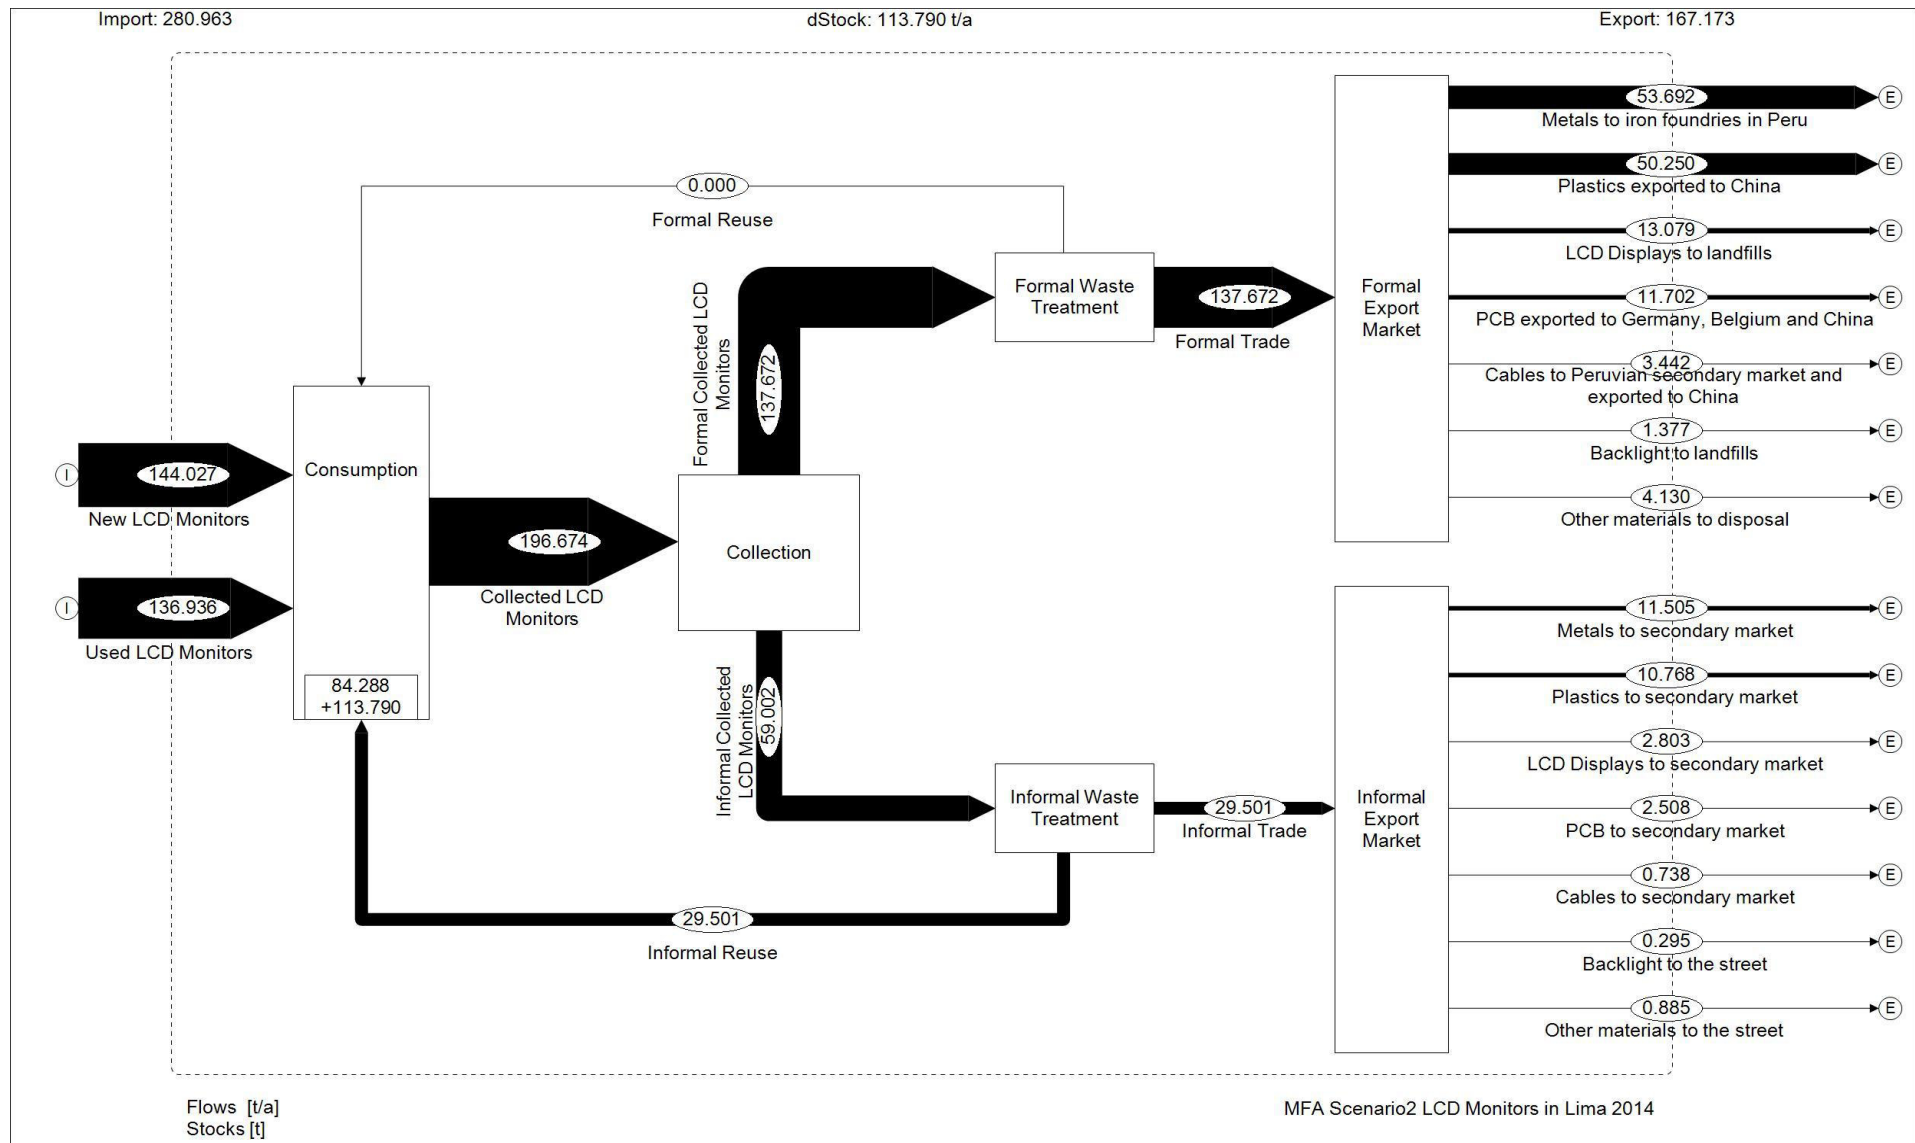 Import: 280.963
dStock: 113.790 t/a
Export: 167.173
53.692
E
Metals to iron foundries in Peru
50.250
E
Plastics exported to China
0.000
Formal Reuse
13.079
E
LCD Displays to landfills
Formal Collected LCD
Monitors
137.672
Formal Waste
Treatment
137.672
Formal Trade
Formal
Export
Market
11.702
E
PCB exported to Germany, Belgium and China
3.442
E
Cables to Peruvian secondary market and
exported to China
1.377
E
Backlight to landfills
4.130
E
Other materials to disposal
I
144.027
New LCD Monitors
Consumption
196.674
Collected LCD
Monitors
Collection
I
136.936
Used LCD Monitors
84.288
+113.790
Informal Collected
LCD Monitors
59.002
Informal Waste
Treatment
29.501
Informal Trade
29.501
Informal Reuse
Informal
Export
Market
11.505
E
Metals to secondary market
10.768
E
Plastics to secondary market
2.803
E
LCD Displays to secondary market
2.508
E
PCB to secondary market
0.738
E
Cables to secondary market
0.295
E
Backlight to the street
0.885
E
Other materials to the street
Flows [t/a]
Stocks [t]
MFA Scenario2 LCD Monitors in Lima 2014